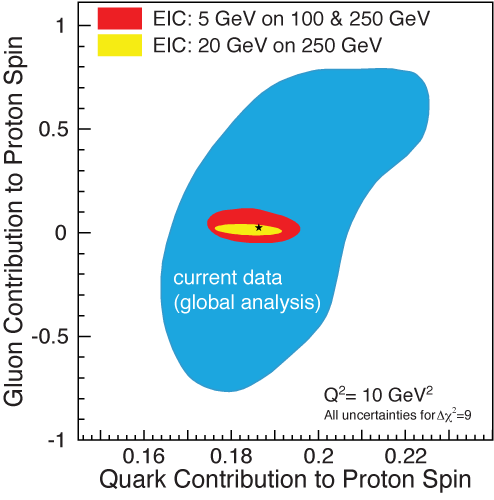 EIC: 5 GeV on 100 & 250 GeV
EIC: 20 GeV on 250 GeV
Gluon Contribution to Proton Spin
1
0.5
0
-0.5
-1
current data
(global analysis)
Q²= 10 GeV²
All uncertainties for Δχ²=9
0.16 0.18 0.2 0.22
Quark Contribution to Proton Spin